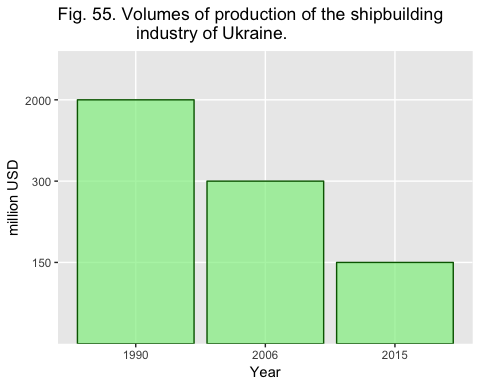 Fig. 55. Volumes of production of the shipbuilding
industry of Ukraine.
2000
300
150
million USD
1990 2006 2015
Year